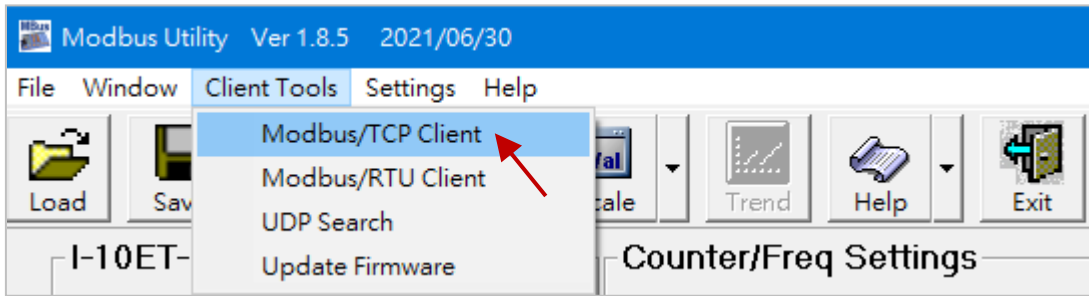 Modbus Utility Ver 1.8.5 2021/06/30
File Window Client Tools Settings Help
Modbus/TCP Client
Modbus/RTU Client
UDP Search
Update Firmware
Load Trend Help Exit
I-10ET-
Counter/Freq Settings